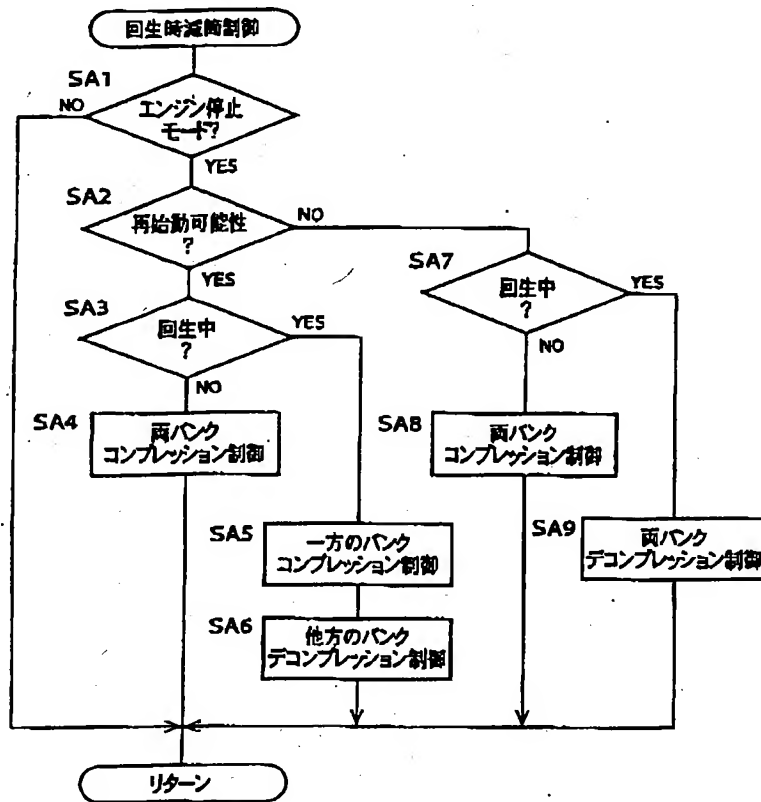 回生時減筒制御
SA1
NO
エンジン停止
モード?
YES
SA2
再始動可能性
?
NO
YES
SA7
回生中
?
YES
NO
SA3
回生中
?
YES
NO
SA4
両バンク
コンプレッション制御
SA8
両バンク
コンプレッション制御
SA5
一方のバンク
コンプレッション制御
SA9
両バンク
デコンプレッション制御
SA6
他方のバンク
デコンプレッション制御
リターン